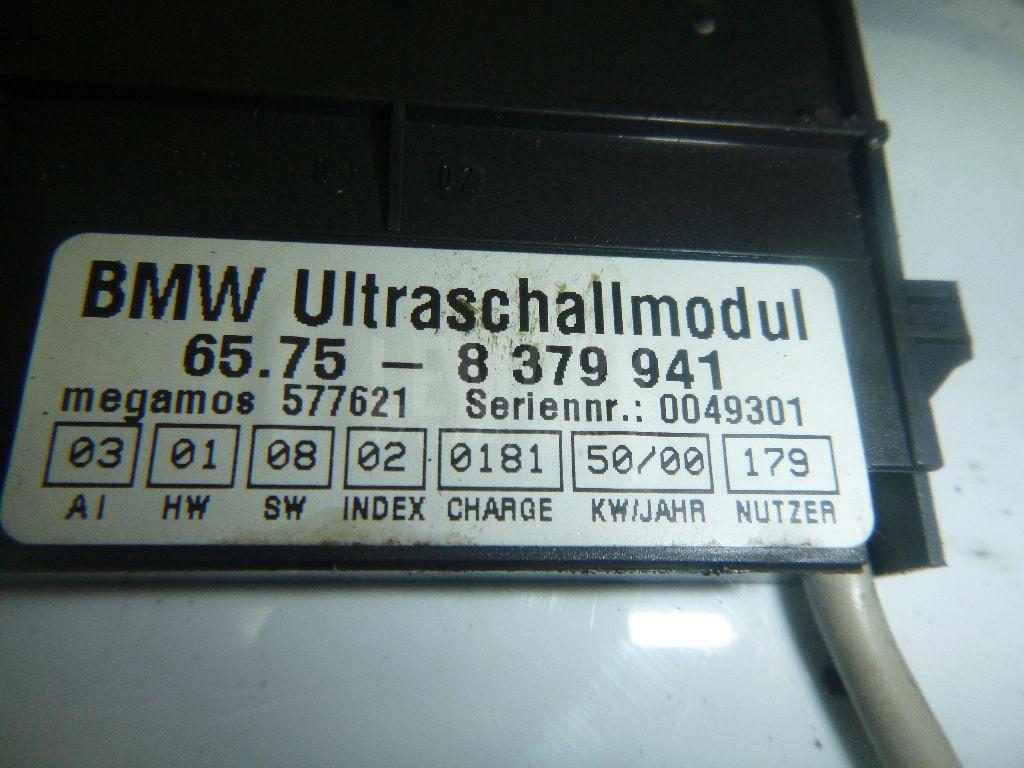 02
BMW Ultraschallmodul
65.75 – 8 379 941
megamos 577621 Seriennr.: 0049301
03 01 08 02 0181 50/00 179
AI HW SW INDEX CHARGE KW/JAHR NUTZER